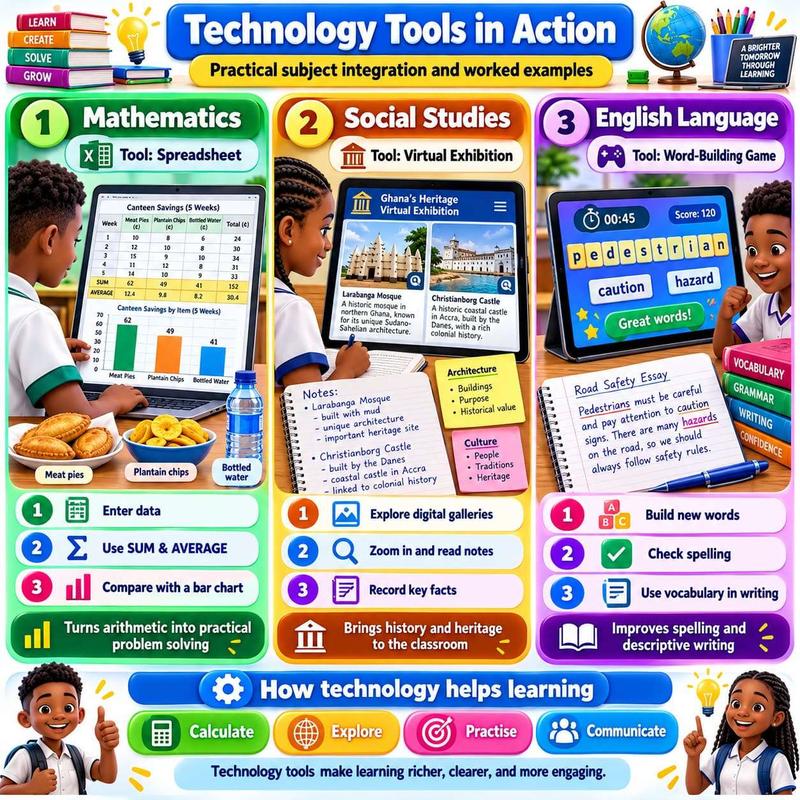 LEARN
CREATE
SOLVE
GROW
Technology Tools in Action
Practical subject integration and worked examples
A BRIGHTER
TOMORROW
THROUGH
LEARNING
1 Mathematics
Tool: Spreadsheet
Canteen Savings (5 Weeks)
Week Meat Pies (¢) Plantain Chips (¢) Bottled Water (¢) Total (¢)
1 10 8 6 24
2 12 10 8 30
3 15 9 10 34
4 11 12 8 31
5 14 10 9 33
SUM 62 49 41 152
AVERAGE 12.4 9.8 8.2 30.4
Canteen Savings by Item (5 Weeks)
70
60
50
40
30
20
10
0
62
49
41
Meat Pies Plantain Chips Bottled Water
Meat pies
Plantain chips
Bottled
water
1 Enter data
2 Σ Use SUM & AVERAGE
3 Compare with a bar chart
Turns arithmetic into practical
problem solving
2 Social Studies
Tool: Virtual Exhibition
Ghana's Heritage
Virtual Exhibition
Larabanga Mosque
A historic mosque in
northern Ghana, known
for its unique Sudano-
Sahelian architecture.
Christianborg Castle
A historic coastal castle
in Accra, built by the
Danes, with a rich
colonial history.
Notes:
- Larabanga Mosque
- built with mud
- unique architecture
- important heritage site
- Christianborg Castle
- built by the Danes
- coastal castle in Accra
- linked to colonial history
Architecture
• Buildings
• Purpose
• Historical value
Culture
• People
• Traditions
• Heritage
1 Explore digital galleries
2 Zoom in and read notes
3 Record key facts
Brings history and heritage
to the classroom
3 English Language
Tool: Word-Building Game
00:45
Score: 120
pedestrian
caution
hazard
Great words!
VOCABULARY
GRAMMAR
WRITING
CONFIDENCE
Road Safety Essay
Pedestrians must be careful
and pay attention to caution
signs. There are many hazards
on the road, so we should
always follow safety rules.
1 A B C Build new words
2 Check spelling
3 Use vocabulary in writing
Improves spelling and
descriptive writing
How technology helps learning
Calculate
Explore
Practise
Communicate
Technology tools make learning richer, clearer, and more engaging.